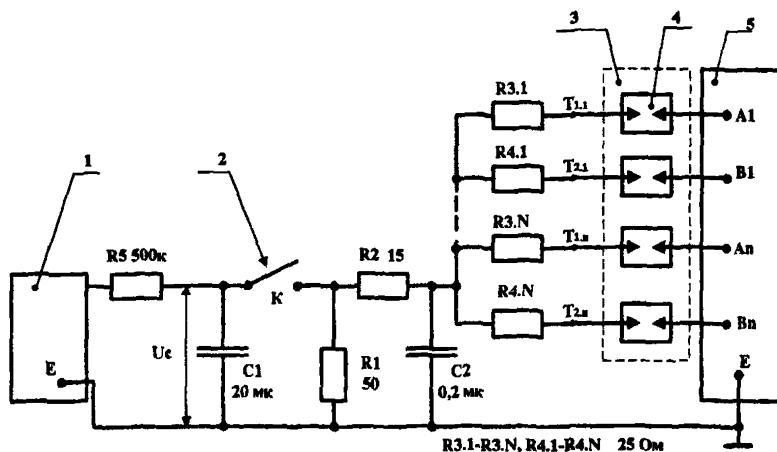 3 4 5
1 2
R3.1 T1.1 A1
R4.1 T2.1 B1
R3.N T1.n An
R4.N T2.n Bn
R5 500к R2 15
К
Uc
E
C1
20 мк
R1
50
C2
0,2 мк
E
R3.1-R3.N, R4.1-R4.N 25 Ом